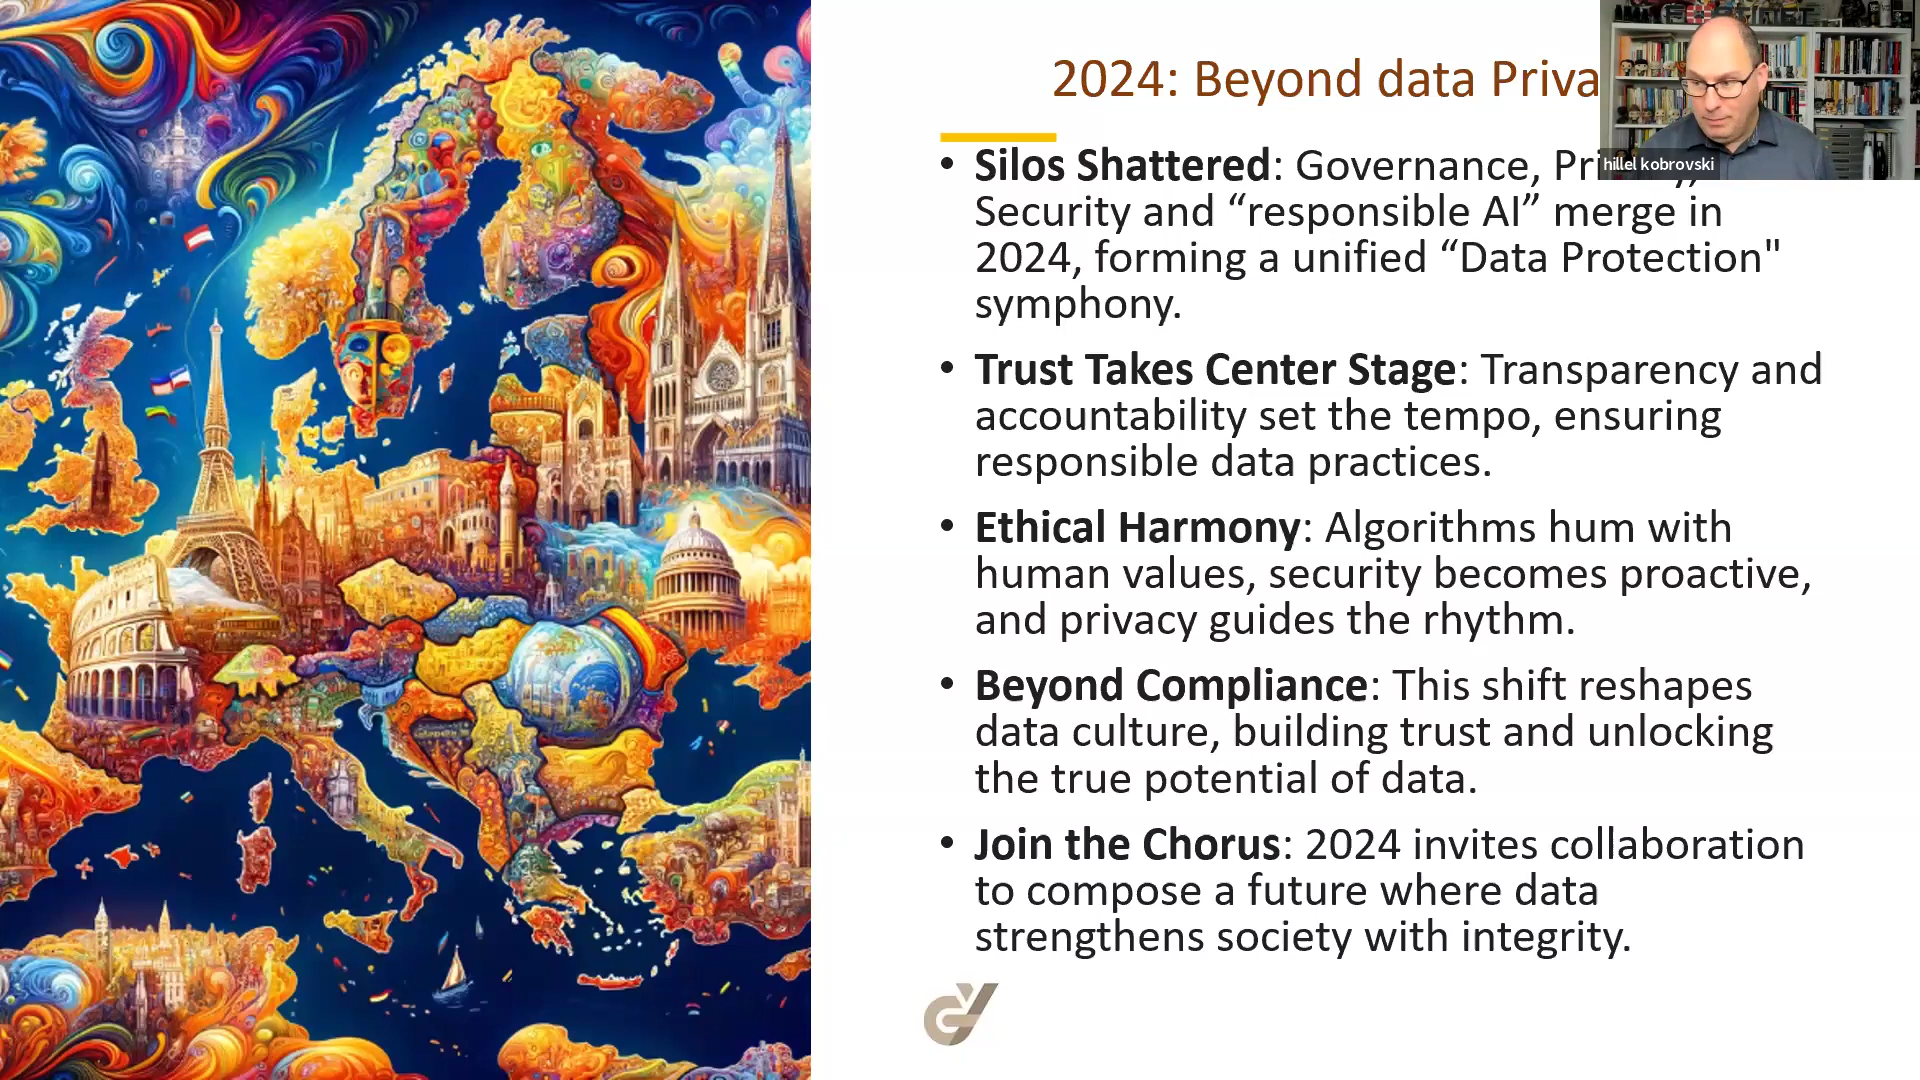 2024: Beyond data Priva
• Silos Shattered: Governance,
Security and “responsible AI” merge in
2024, forming a unified “Data Protection"
symphony.
• Trust Takes Center Stage: Transparency and
accountability set the tempo, ensuring
responsible data practices.
• Ethical Harmony: Algorithms hum with
human values, security becomes proactive,
and privacy guides the rhythm.
• Beyond Compliance: This shift reshapes
data culture, building trust and unlocking
the true potential of data.
• Join the Chorus: 2024 invites collaboration
to compose a future where data
strengthens society with integrity.
hillel kobrovski